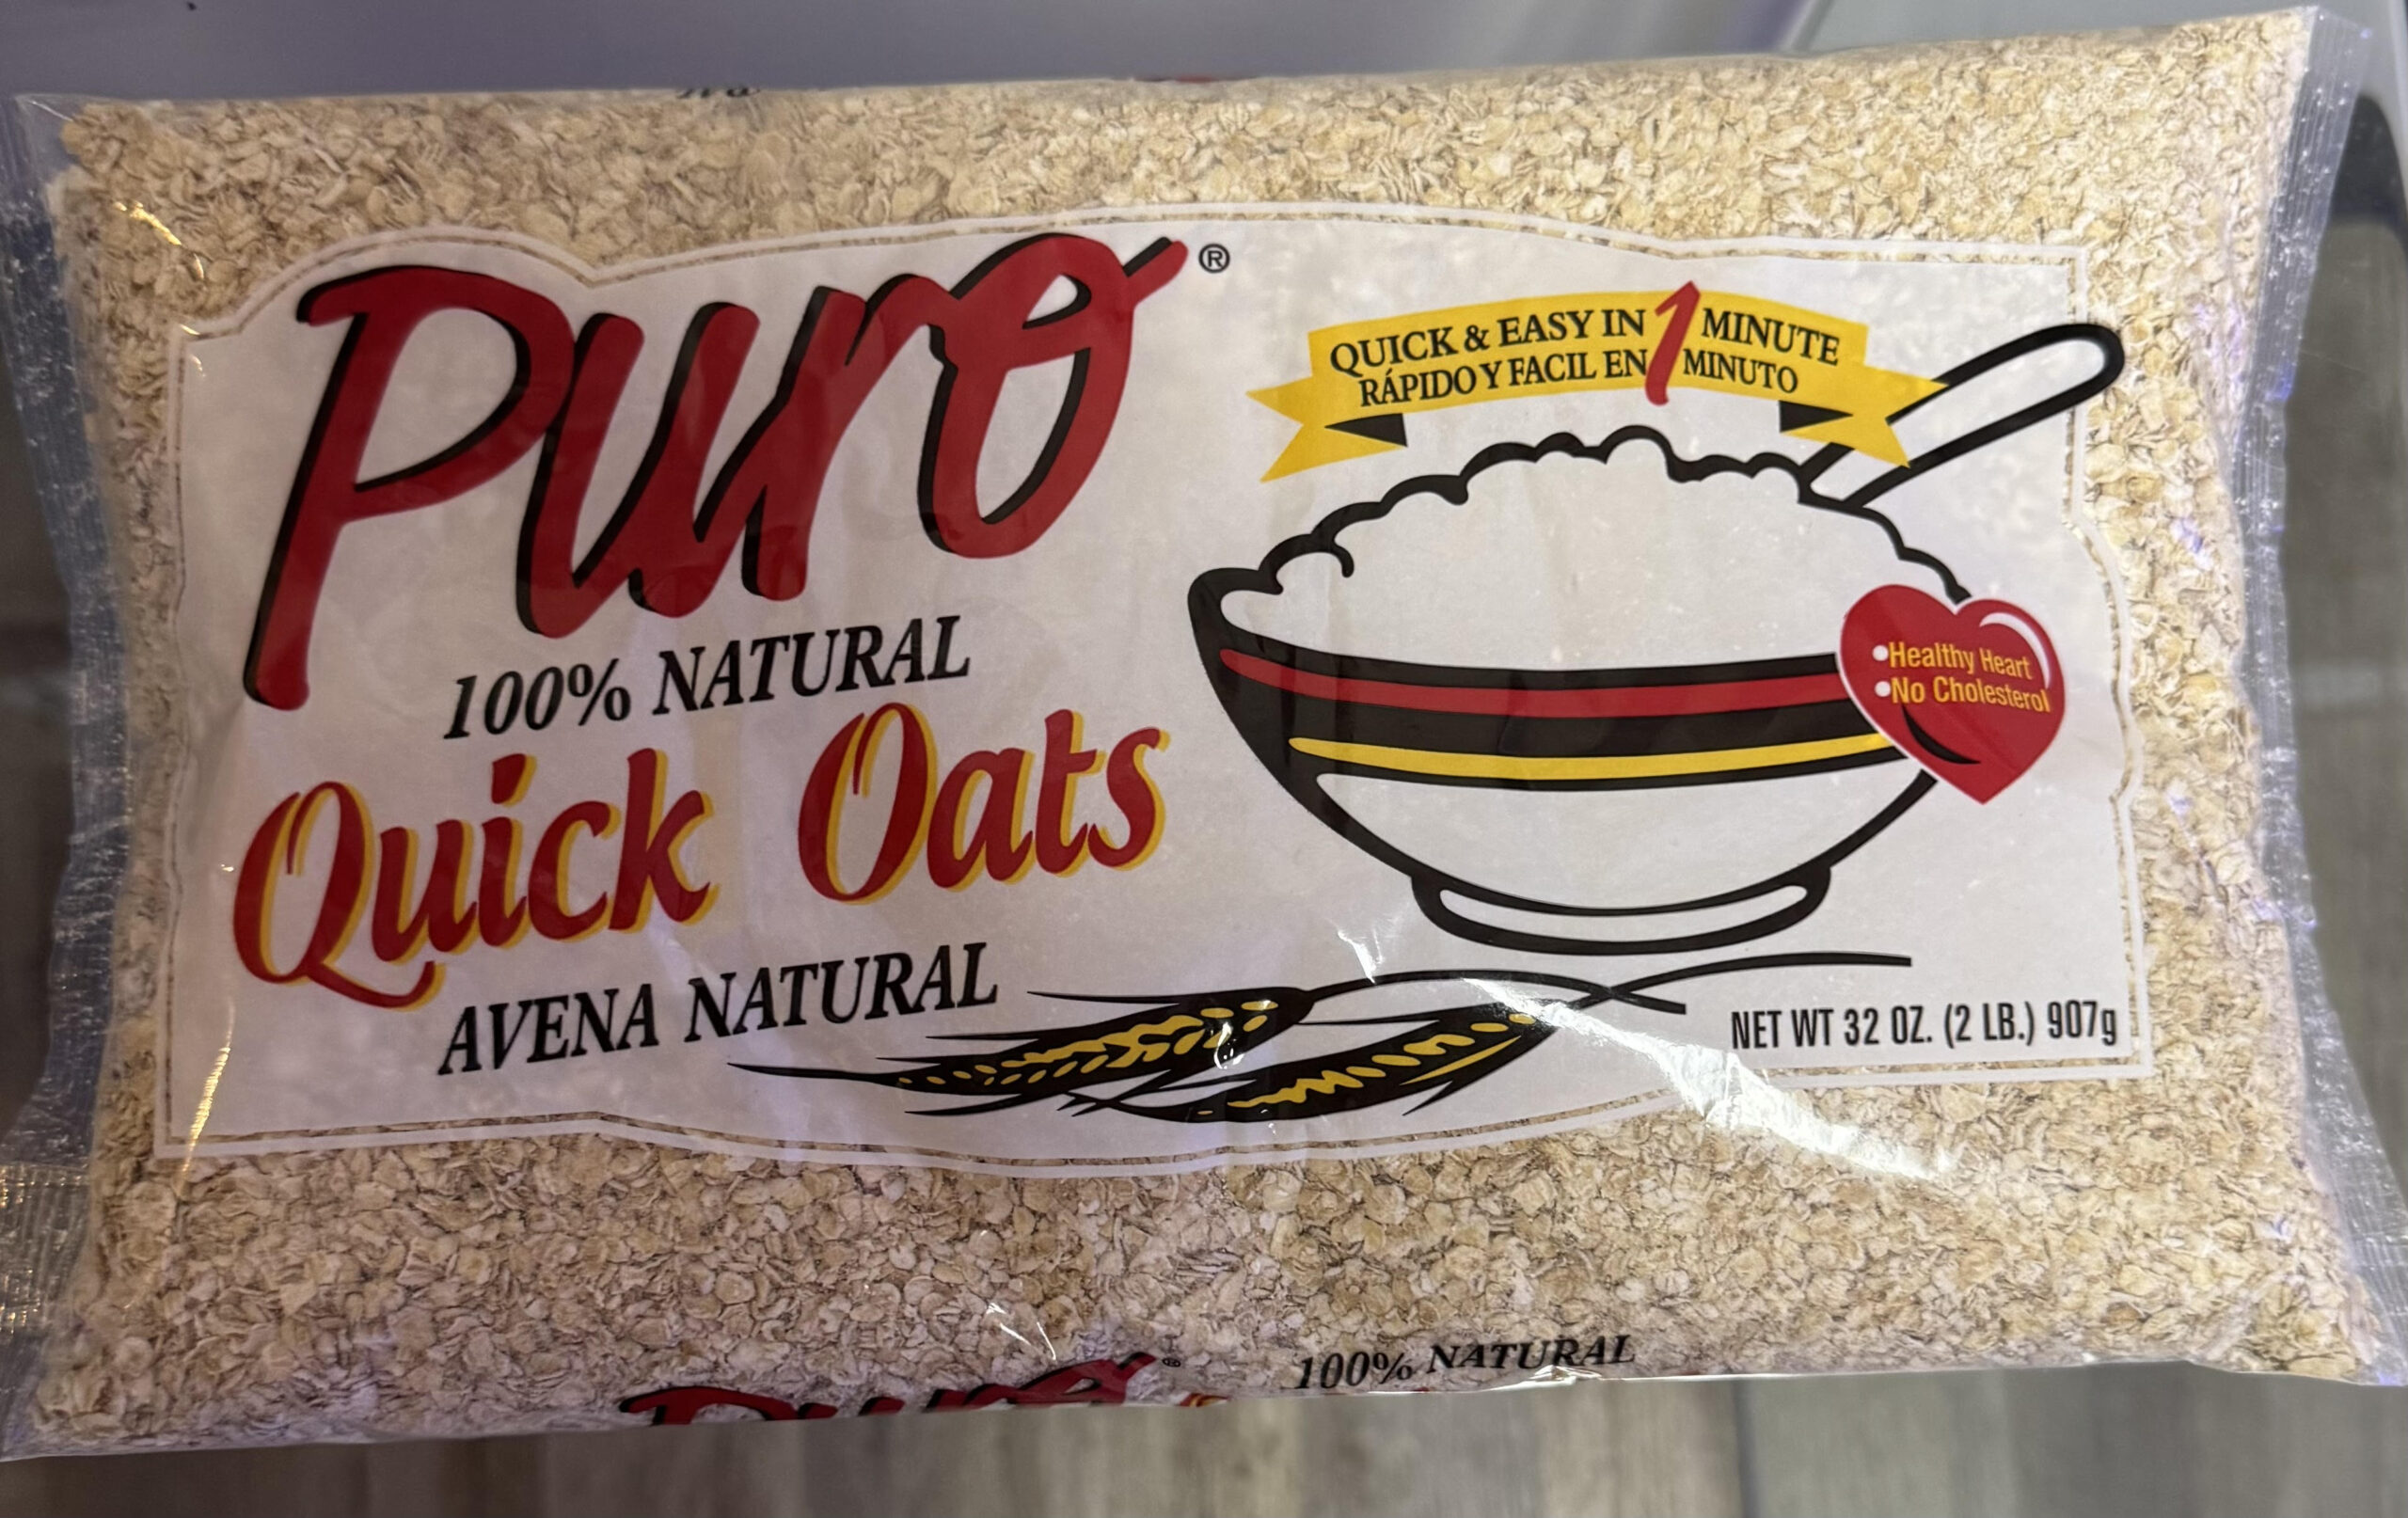 Puro®
100% NATURAL
Quick Oats
AVENA NATURAL
QUICK & EASY IN 1 MINUTE
RÁPIDO Y FACIL EN 1 MINUTO
•Healthy Heart
•No Cholesterol
NET WT 32 OZ. (2 LB.) 907g
Puro®
100% NATURAL